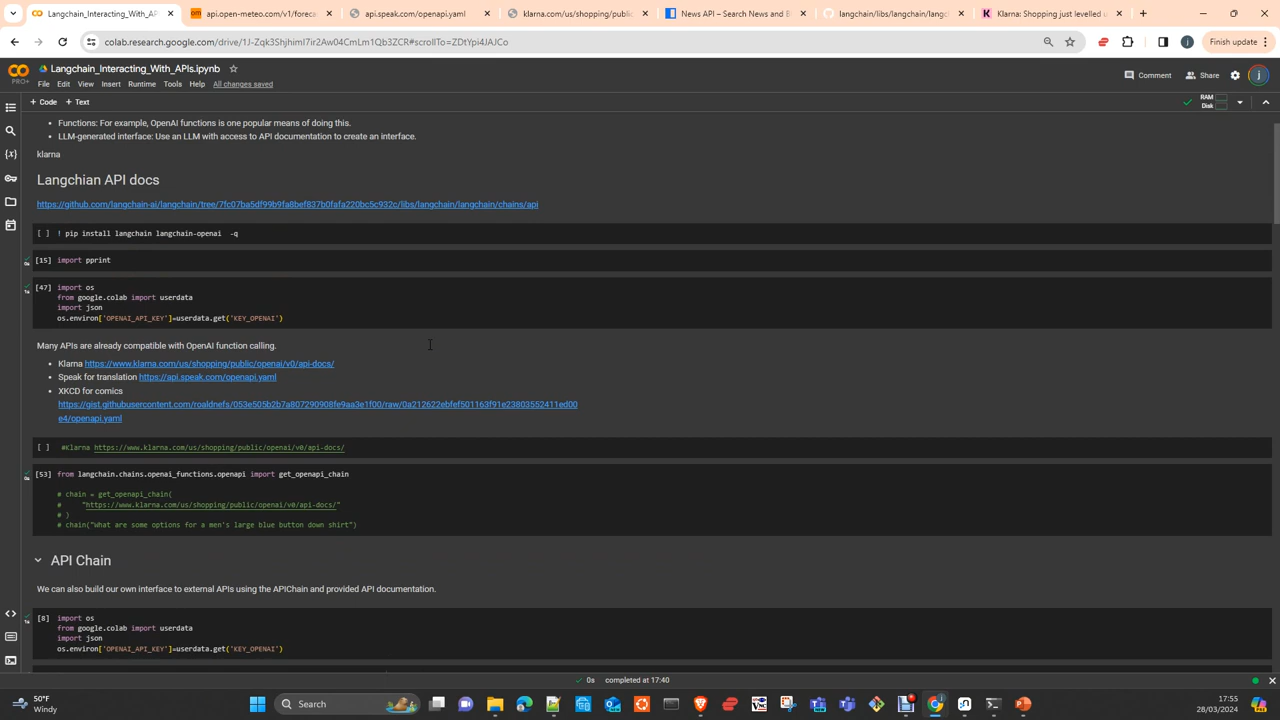 Langchain_Interacting_With_APIs
api.open-meteo.com/v1/foreca
api.speak.com/openapi.yaml
klarna.com/us/shopping/public
News API – Search News and B
langchain/libs/langchain/langc
Klarna: Shopping just levelled u
colab.research.google.com/drive/1J-Zqk3Shjhiml7ir2Aw04CmLm1Qb3ZCR#scrollTo=ZDtYpi4JAJCo
Finish update
PRO+
Langchain_Interacting_With_APIs.ipynb
Comment
Share
j
File Edit View Insert Runtime Tools Help All changes saved
+ Code + Text
RAM
Disk
• Functions: For example, OpenAI functions is one popular means of doing this.
• LLM-generated interface: Use an LLM with access to API documentation to create an interface.
klarna
Langchian API docs
https://github.com/langchain-ai/langchain/tree/7fc07ba5df99b9fa8bef837b0fafa220bc5c932c/libs/langchain/langchain/chains/api
[ ] ! pip install langchain langchain-openai -q
[15] import pprint
[47] import os
from google.colab import userdata
import json
os.environ['OPENAI_API_KEY']=userdata.get('KEY_OPENAI')
Many APIs are already compatible with OpenAI function calling.
• Klarna https://www.klarna.com/us/shopping/public/openai/v0/api-docs/
• Speak for translation https://api.speak.com/openapi.yaml
• XKCD for comics
https://gist.githubusercontent.com/roaldnefs/053e505b2b7a807290908fe9aa3e1f00/raw/0a212622ebfef501163f91e23803552411ed00
e4/openapi.yaml
[ ] #Klarna https://www.klarna.com/us/shopping/public/openai/v0/api-docs/
[53] from langchain.chains.openai_functions.openapi import get_openapi_chain
# chain = get_openapi_chain(
# "https://www.klarna.com/us/shopping/public/openai/v0/api-docs/"
# )
# chain("What are some options for a men's large blue button down shirt")
API Chain
We can also build our own interface to external APIs using the APIChain and provided API documentation.
[8] import os
from google.colab import userdata
import json
os.environ['OPENAI_API_KEY']=userdata.get('KEY_OPENAI')
0s completed at 17:40
50°F
Windy
Search
17:55
28/03/2024